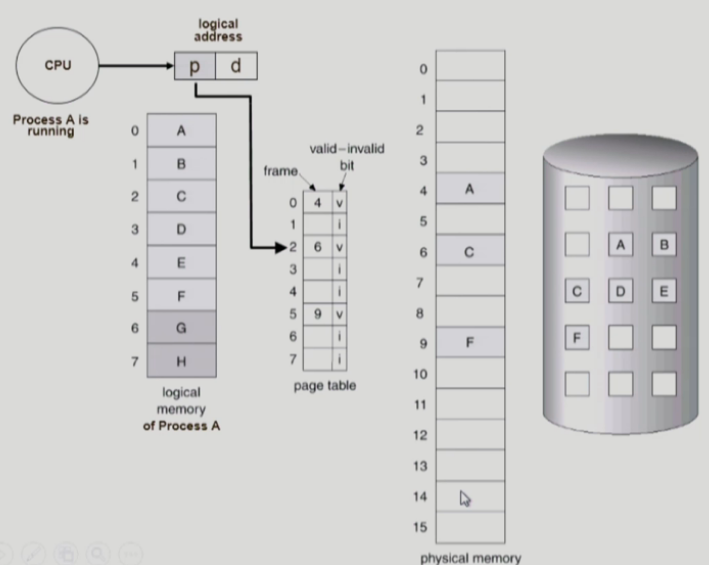 logical
address
CPU
p d
Process A is
running
0 A
1 B
2 C
3 D
4 E
5 F
6 G
7 H
logical
memory
of Process A
valid–invalid
bit
frame
0 4 v
1 i
2 6 v
3 i
4 i
5 9 v
6 i
7 i
page table
0
1
2
3
4 A
5
6 C
7
8
9 F
10
11
12
13
14
15
physical memory
A B
C D E
F